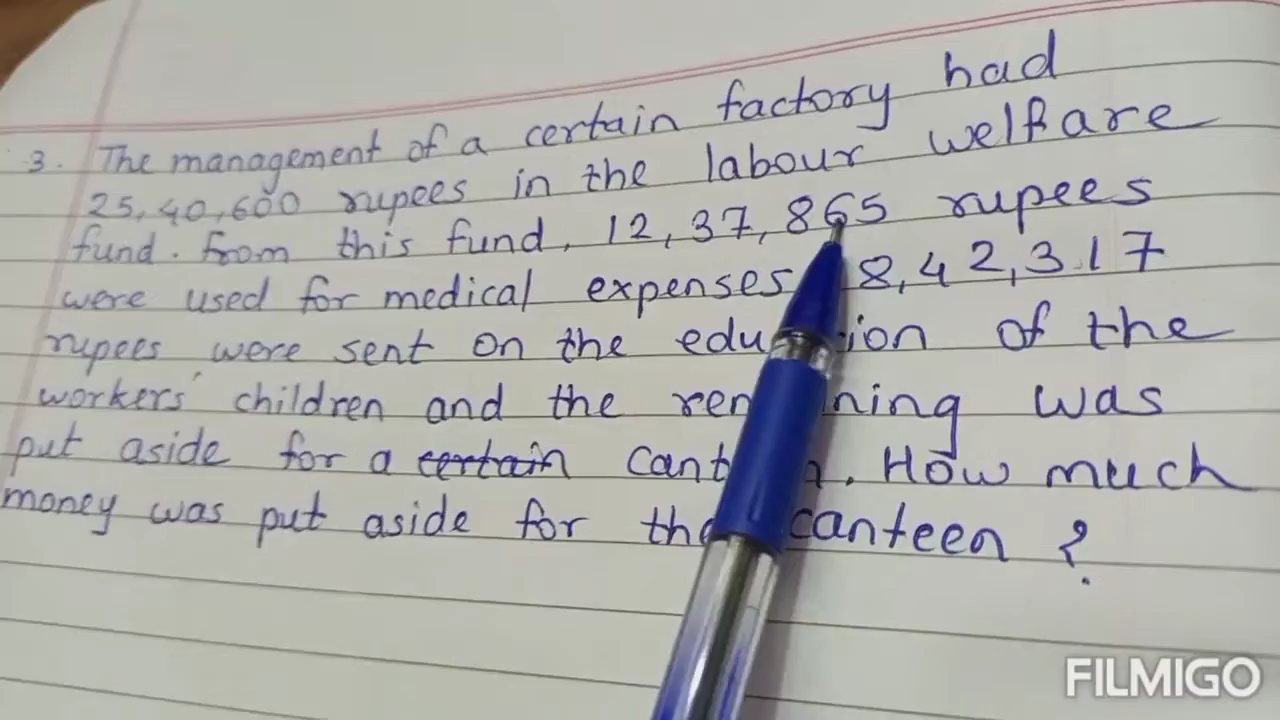 3. The management of a certain factory had
25,40,600 rupees in the labour welfare
fund. From this fund, 12,37,865 rupees
were used for medical expenses 8,42,317
rupees were sent on the edu ion of the
workers' children and the rem ning was
put aside for a certain cant n. How much
money was put aside for the canteen ?
FILMIGO